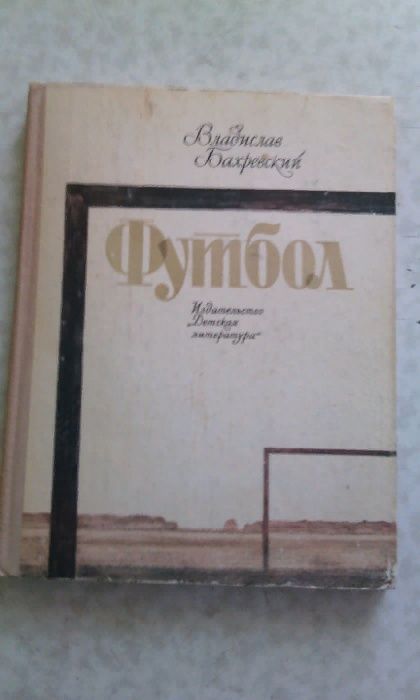 Владислав
Бахревский
Футбол
Издательство
„Детская
литература“